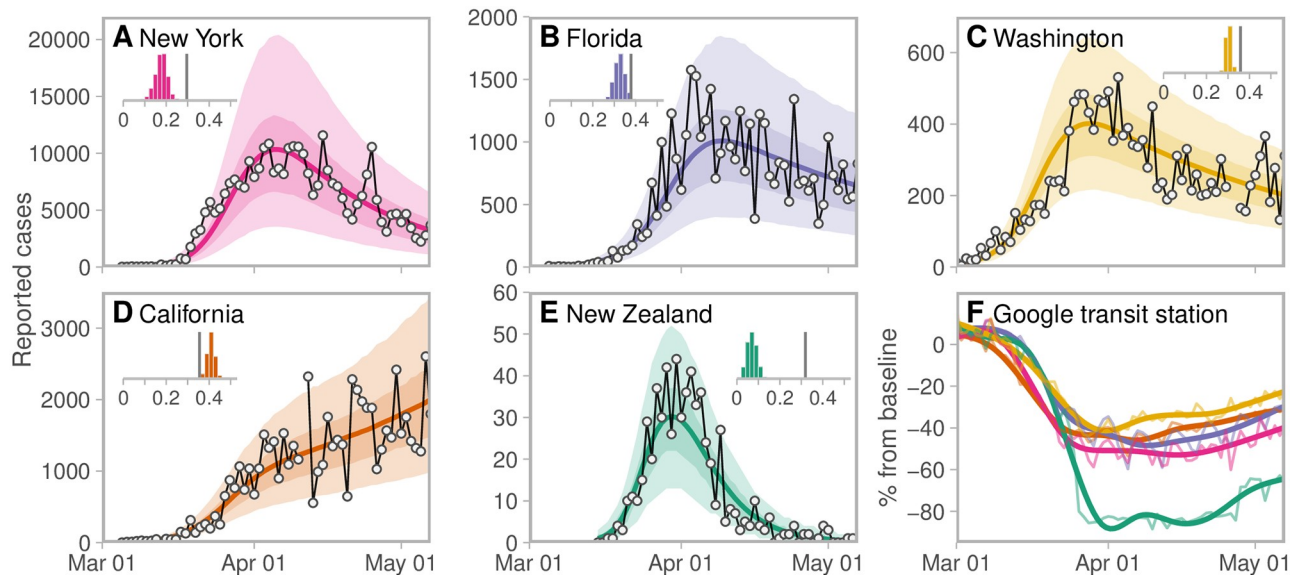 A New York
B Florida
C Washington
20000
15000
10000
5000
0
0 0.2 0.4
2000
1500
1000
500
0
0 0.2 0.4
600
400
200
0
0 0.2 0.4
Reported cases
D California
E New Zealand
F Google transit station
3000
2000
1000
0
0 0.2 0.4
60
50
40
30
20
10
0
0 0.2 0.4
% from baseline
0
−20
−40
−60
−80
Mar 01 Apr 01 May 01
Mar 01 Apr 01 May 01
Mar 01 Apr 01 May 01